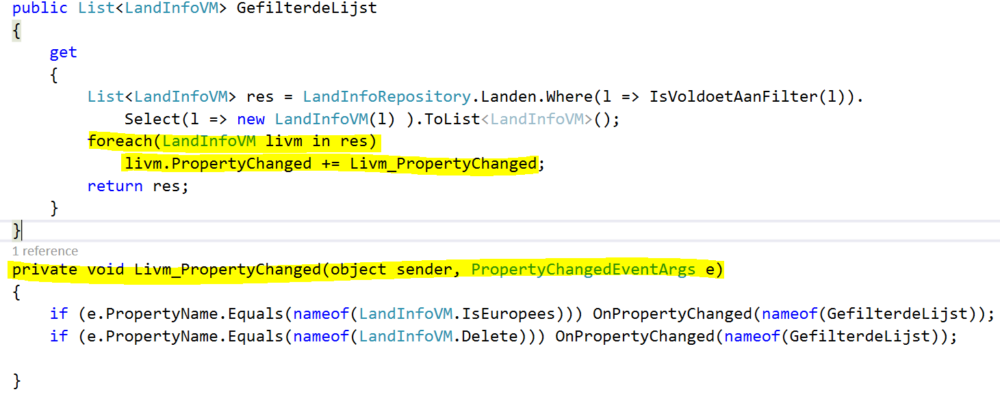 public List<LandInfoVM> GefilterdeLijst
{
get
{
List<LandInfoVM> res = LandInfoRepository.Landen.Where(l => IsVoldoetAanFilter(l)).
Select(l => new LandInfoVM(l) ).ToList<LandInfoVM>();
foreach(LandInfoVM livm in res)
livm.PropertyChanged += Livm_PropertyChanged;
return res;
}
}
1 reference
private void Livm_PropertyChanged(object sender, PropertyChangedEventArgs e)
{
if (e.PropertyName.Equals(nameof(LandInfoVM.IsEuropees))) OnPropertyChanged(nameof(GefilterdeLijst));
if (e.PropertyName.Equals(nameof(LandInfoVM.Delete))) OnPropertyChanged(nameof(GefilterdeLijst));
}